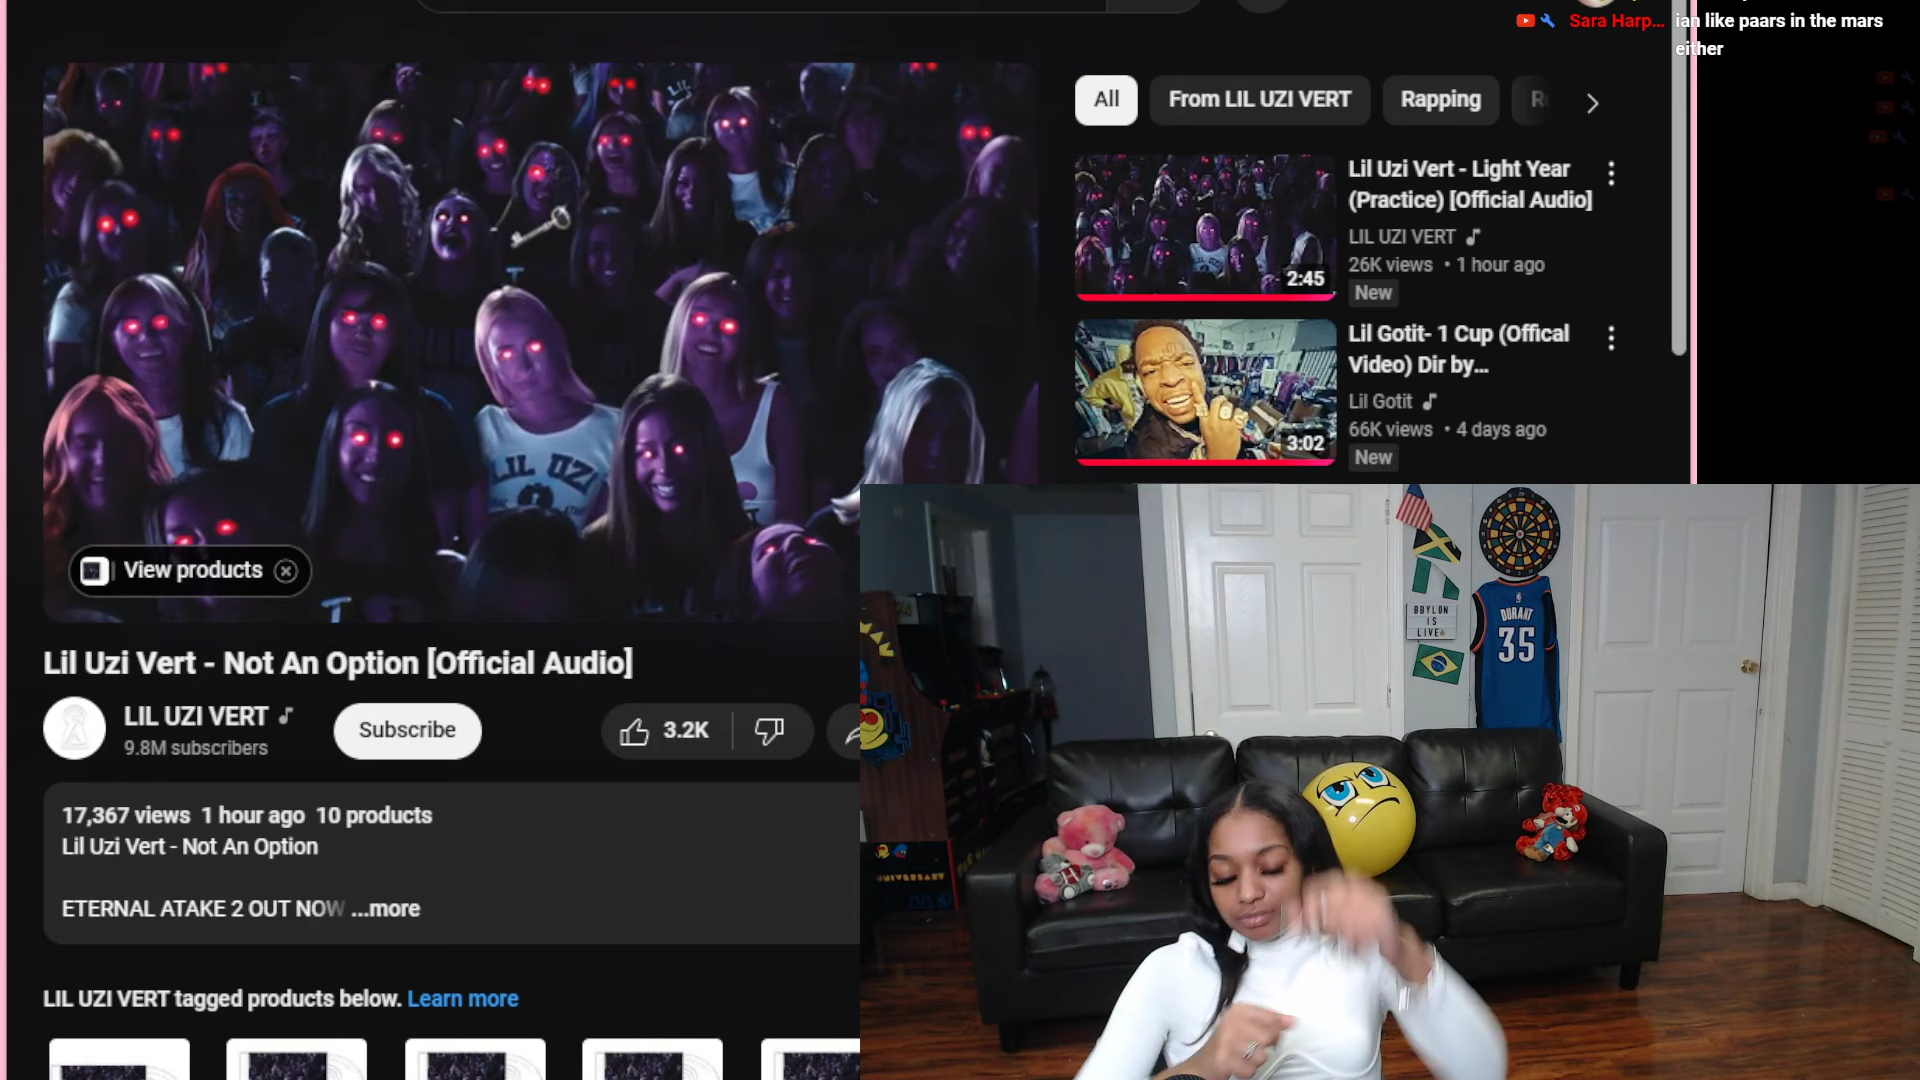 Sara Harp... ian like paars in the mars
either
All From LIL UZI VERT Rapping
Lil Uzi Vert - Light Year
(Practice) [Official Audio]
LIL UZI VERT
26K views • 1 hour ago
New
2:45
Lil Gotit- 1 Cup (Offical
Video) Dir by...
Lil Gotit
66K views • 4 days ago
New
3:02
LIL UZI
View products
Lil Uzi Vert - Not An Option [Official Audio]
LIL UZI VERT
9.8M subscribers
Subscribe
3.2K
17,367 views 1 hour ago 10 products
Lil Uzi Vert - Not An Option
ETERNAL ATAKE 2 OUT NOW ...more
LIL UZI VERT tagged products below. Learn more
BBYLON
IS
LIVE
DURANT
35